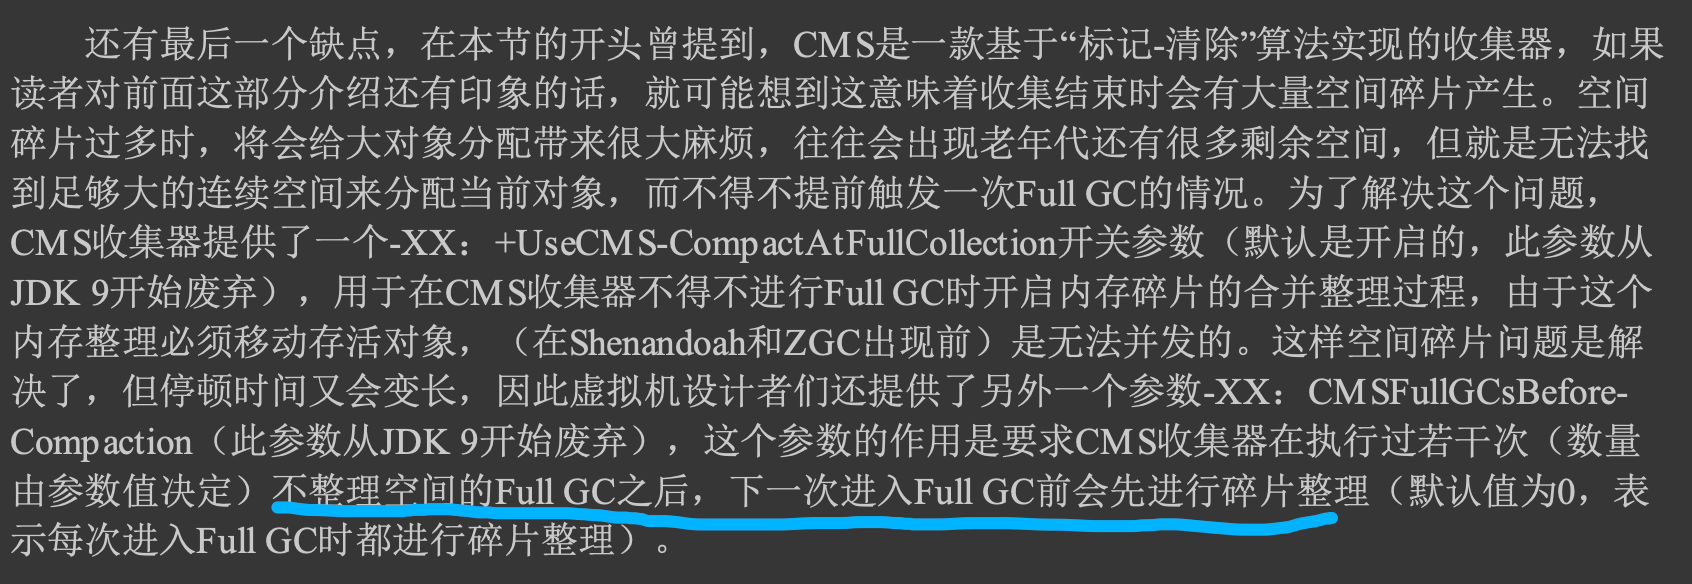 还有最后一个缺点，在本节的开头曾提到，CMS是一款基于“标记-清除”算法实现的收集器，如果
读者对前面这部分介绍还有印象的话，就可能想到这意味着收集结束时会有大量空间碎片产生。空间
碎片过多时，将会给大对象分配带来很大麻烦，往往会出现老年代还有很多剩余空间，但就是无法找
到足够大的连续空间来分配当前对象，而不得不提前触发一次Full GC的情况。为了解决这个问题，
CMS收集器提供了一个-XX：+UseCMS-CompactAtFullCollection开关参数（默认是开启的，此参数从
JDK 9开始废弃），用于在CMS收集器不得不进行Full GC时开启内存碎片的合并整理过程，由于这个
内存整理必须移动存活对象，（在Shenandoah和ZGC出现前）是无法并发的。这样空间碎片问题是解
决了，但停顿时间又会变长，因此虚拟机设计者们还提供了另外一个参数-XX：CMSFullGCsBefore-
Compaction（此参数从JDK 9开始废弃），这个参数的作用是要求CMS收集器在执行过若干次（数量
由参数值决定）不整理空间的Full GC之后，下一次进入Full GC前会先进行碎片整理（默认值为0，表
示每次进入Full GC时都进行碎片整理）。